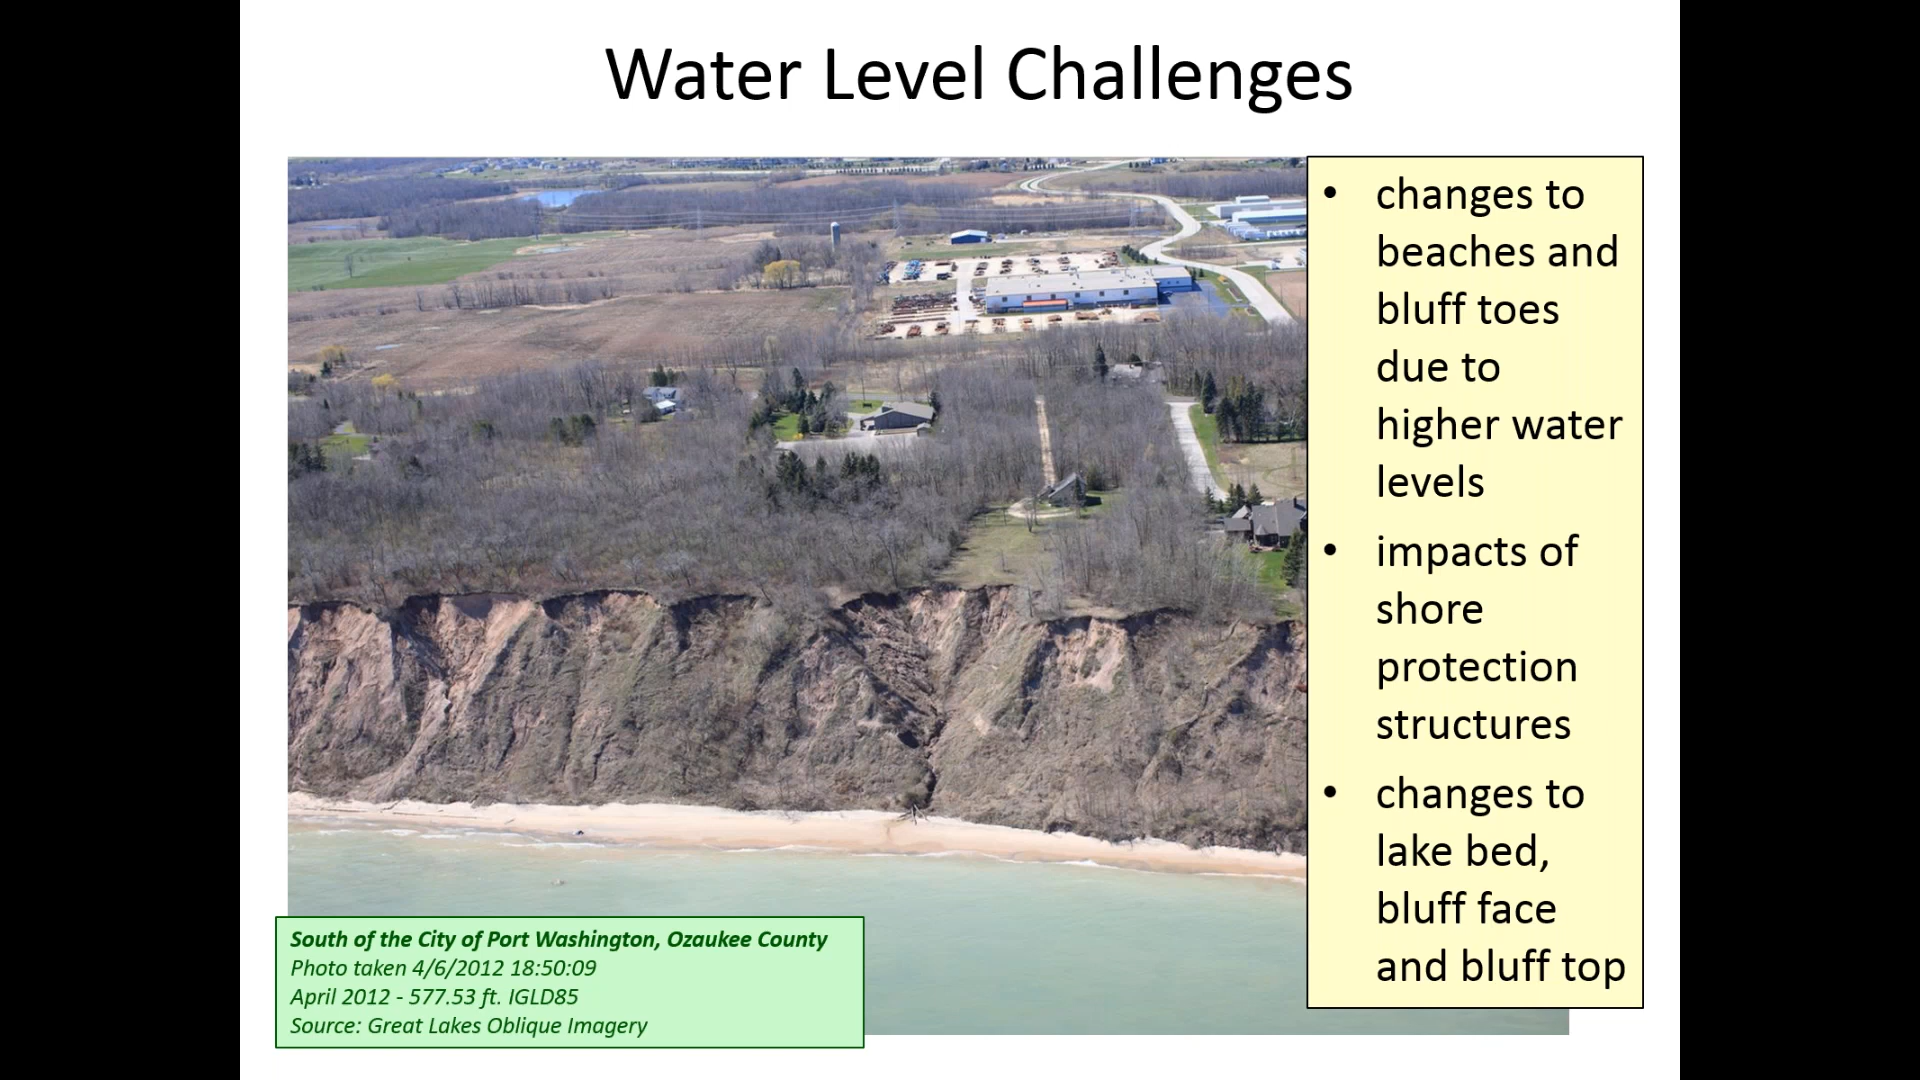 Water Level Challenges
• changes to
beaches and
bluff toes
due to
higher water
levels
• impacts of
shore
protection
structures
• changes to
lake bed,
bluff face
and bluff top
South of the City of Port Washington, Ozaukee County
Photo taken 4/6/2012 18:50:09
April 2012 - 577.53 ft. IGLD85
Source: Great Lakes Oblique Imagery